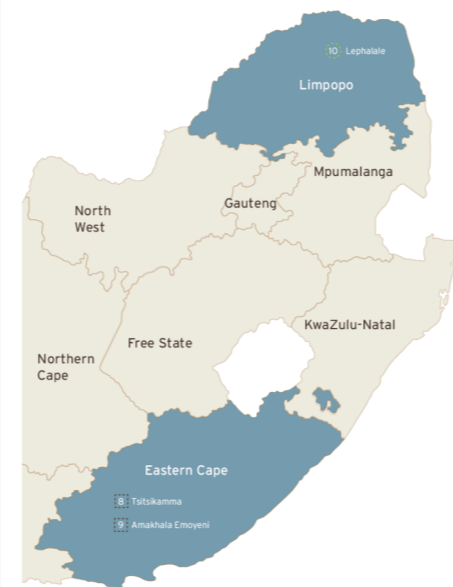 10 Lephalale
Limpopo
Mpumalanga
Gauteng
North
West
KwaZulu-Natal
Free State
Northern
Cape
Eastern Cape
8 Tsitsikamma
9 Amakhala Emoyeni